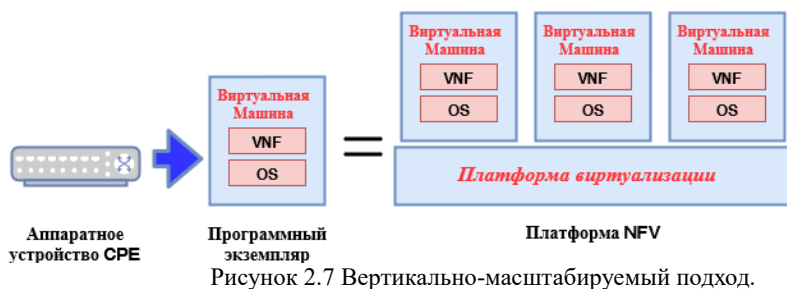 Виртуальная Машина
VNF
OS
Виртуальная Машина
VNF
OS
Виртуальная Машина
VNF
OS
Виртуальная
Машина
VNF
OS
=
Платформа виртуализации
Аппаратное
устройство CPE
Программный
экземпляр
Платформа NFV
Рисунок 2.7 Вертикально-масштабируемый подход.